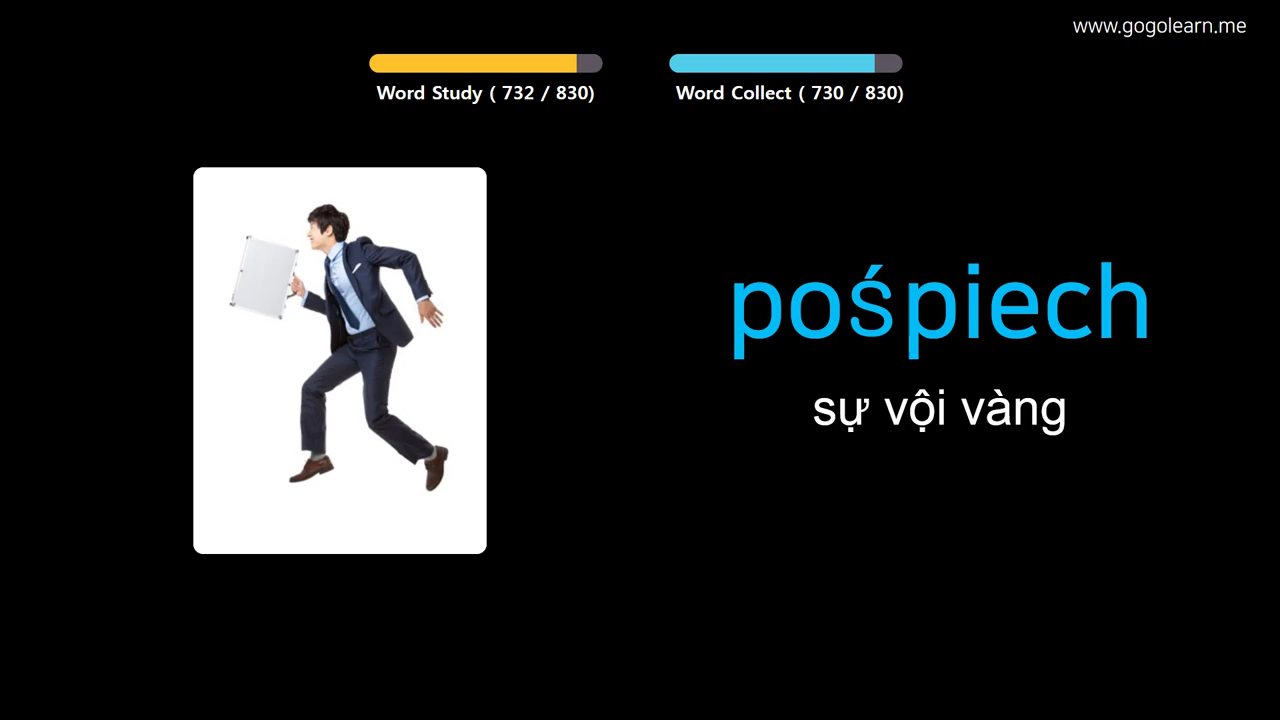 www.gogolearn.me
Word Study ( 732 / 830)
Word Collect ( 730 / 830)
pośpiech
sự vội vàng